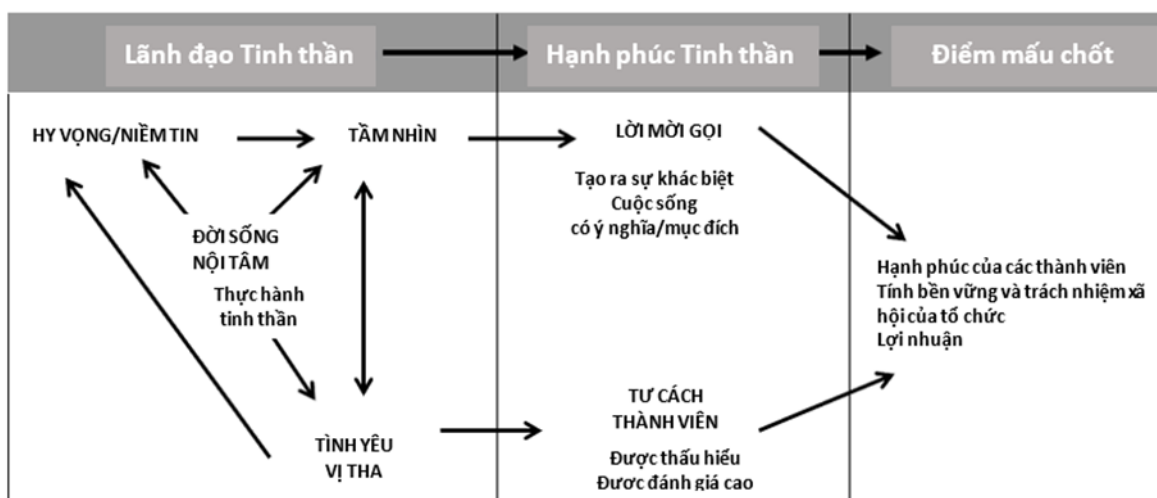 Lãnh đạo Tinh thần
Hạnh phúc Tinh thần
Điểm mấu chốt
HY VỌNG/NIỀM TIN
TẦM NHÌN
LỜI MỜI GỌI
Tạo ra sự khác biệt
Cuộc sống
có ý nghĩa/mục đích
ĐỜI SỐNG
NỘI TÂM
Thực hành
tinh thần
Hạnh phúc của các thành viên
Tính bền vững và trách nhiệm xã
hội của tổ chức
Lợi nhuận
TÌNH YÊU
VỊ THA
TƯ CÁCH
THÀNH VIÊN
Được thấu hiểu
Được đánh giá cao